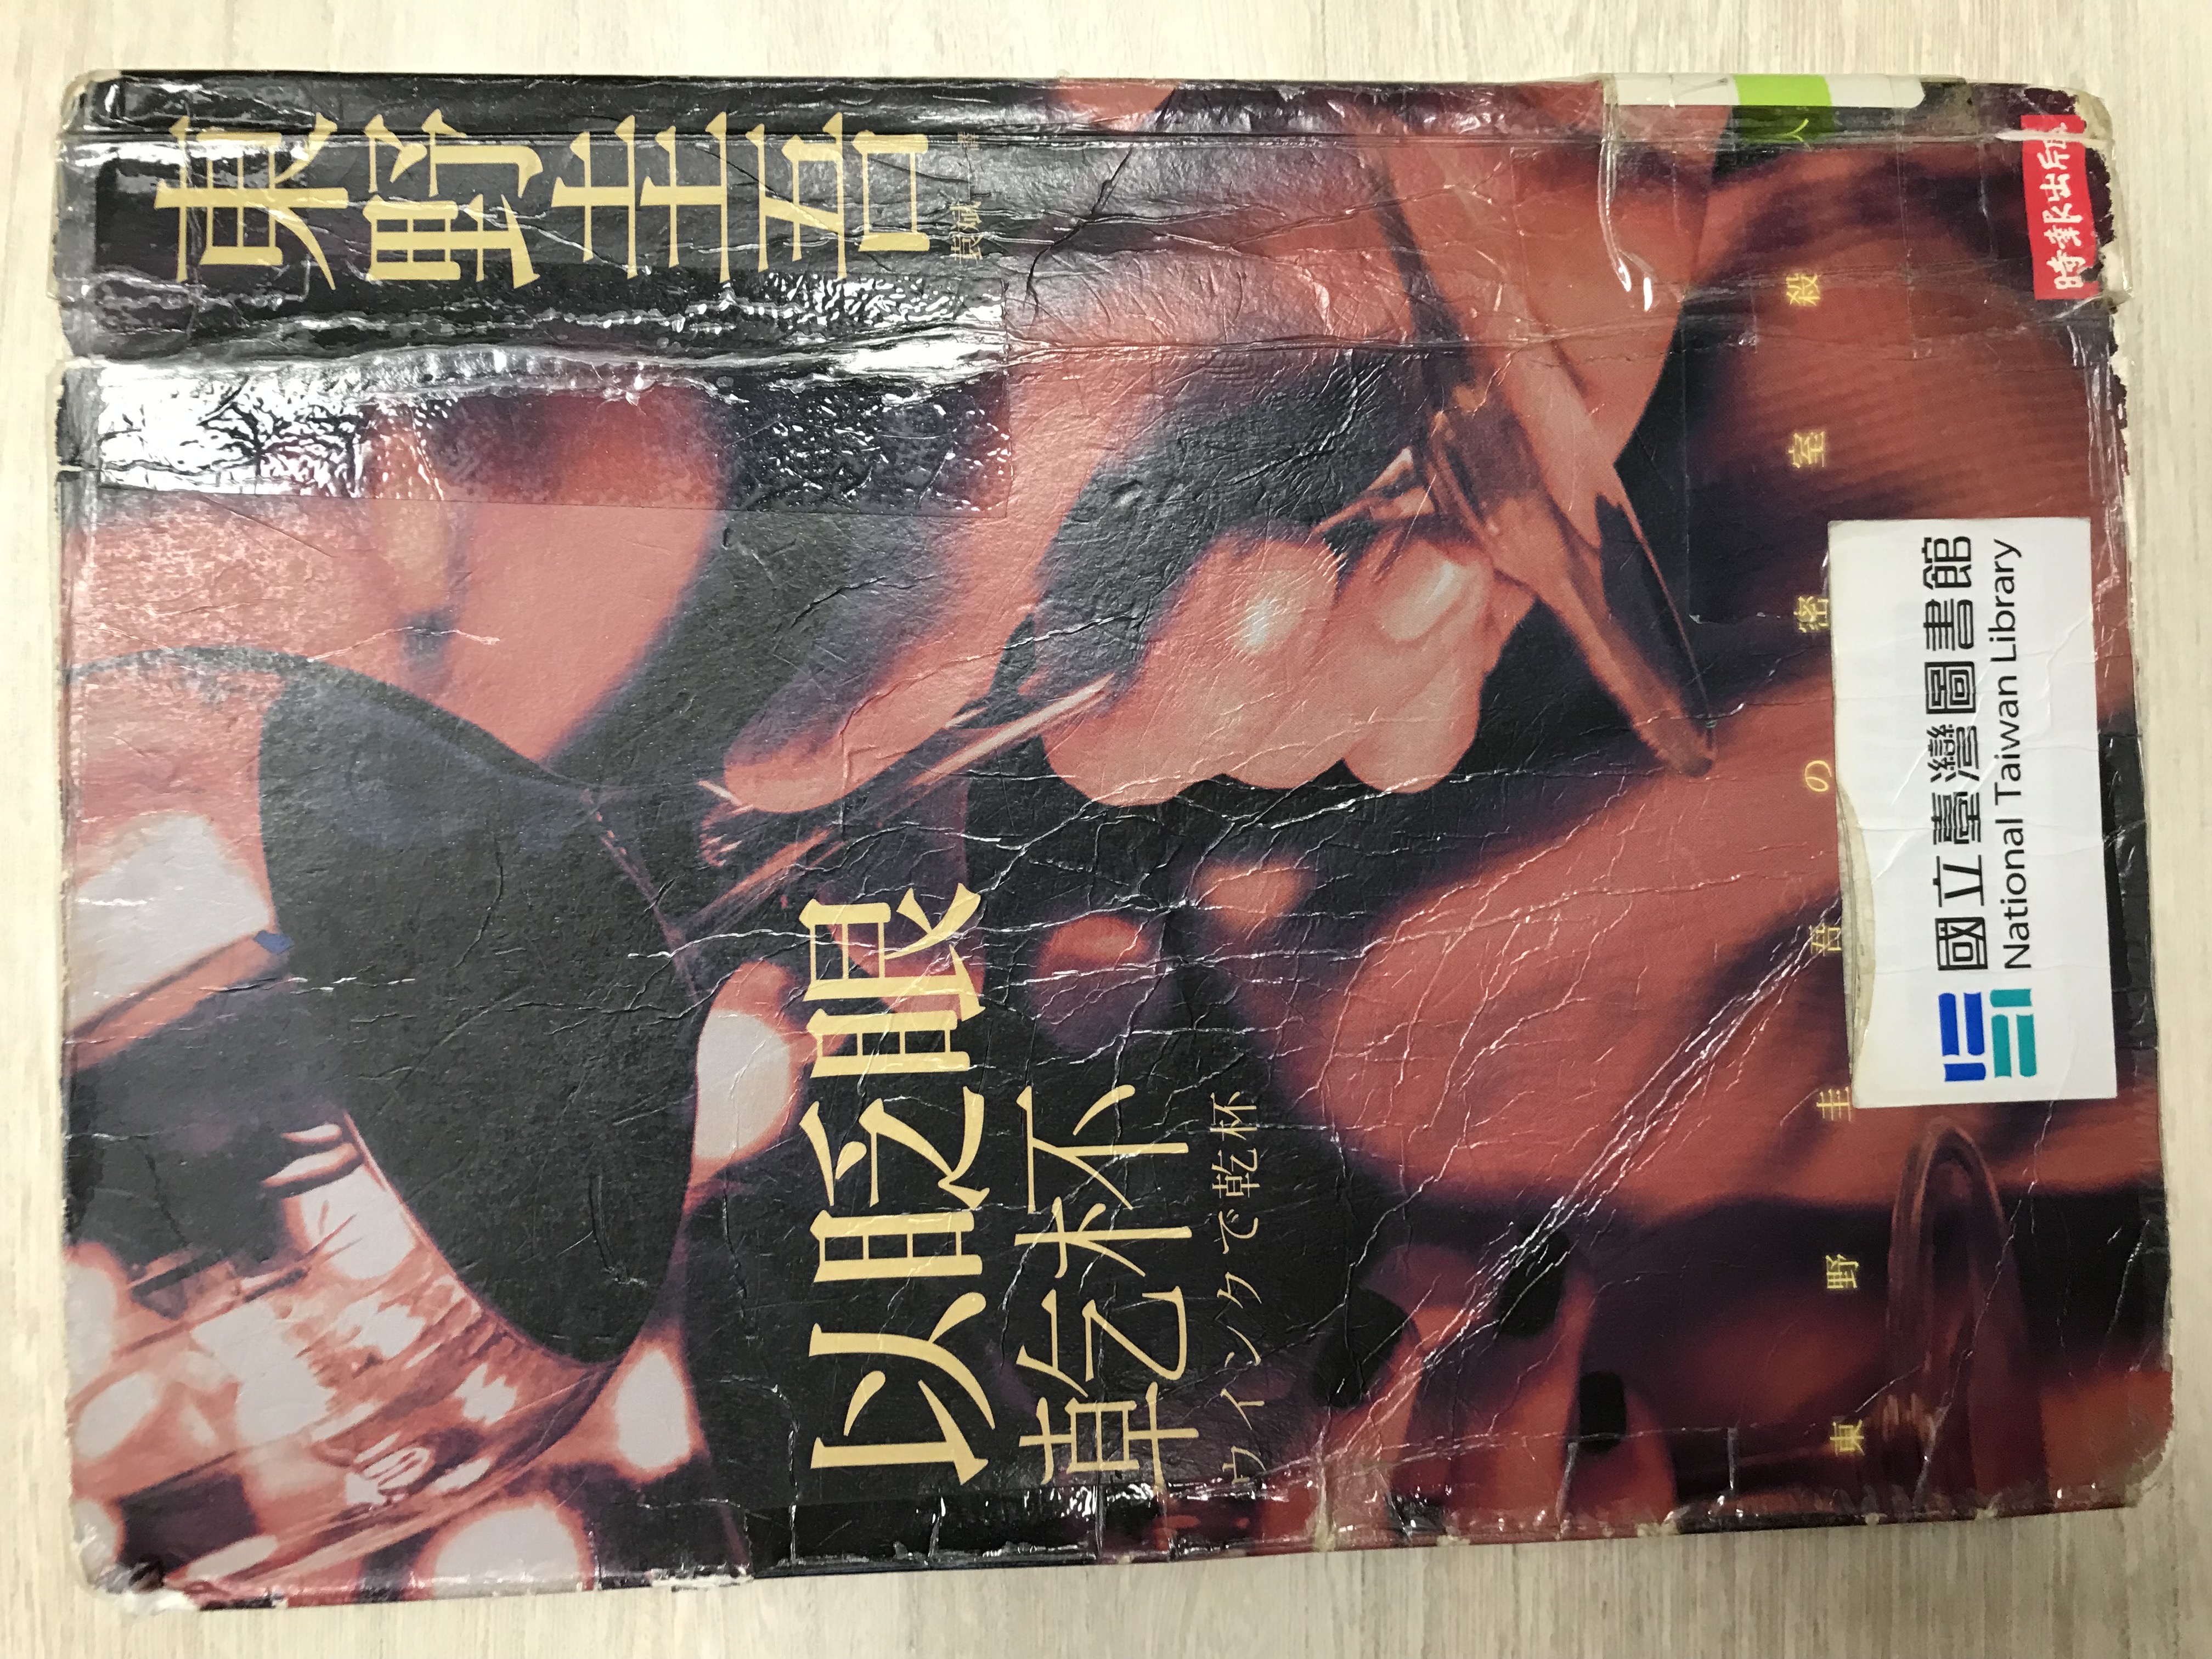 東野圭吾
以眨眼
乾杯
ウィンクで乾杯
東野圭吾の密室殺人
國立臺灣圖書館
National Taiwan Library
時報出版